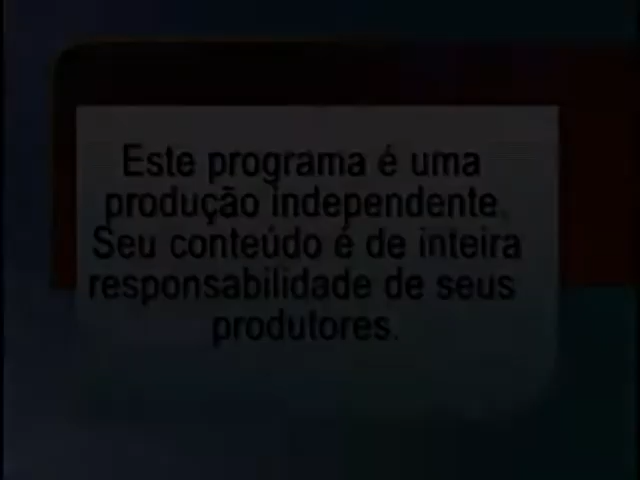 Este programa é uma
produção independente.
Seu conteúdo é de inteira
responsabilidade de seus
produtores.